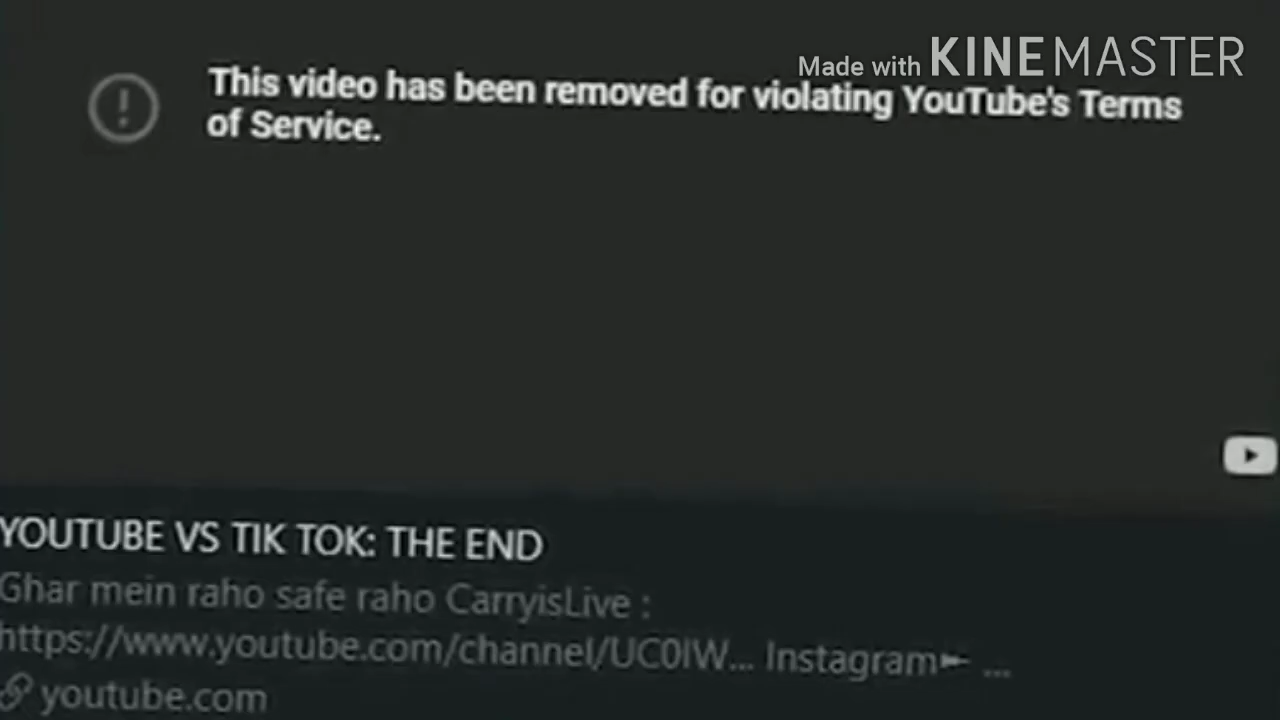 Made with KINEMASTER
This video has been removed for violating YouTube's Terms
of Service.
YOUTUBE VS TIK TOK: THE END
Ghar mein raho safe raho CarryisLive :
https://www.youtube.com/channel/UC0IW... Instagram► ...
youtube.com